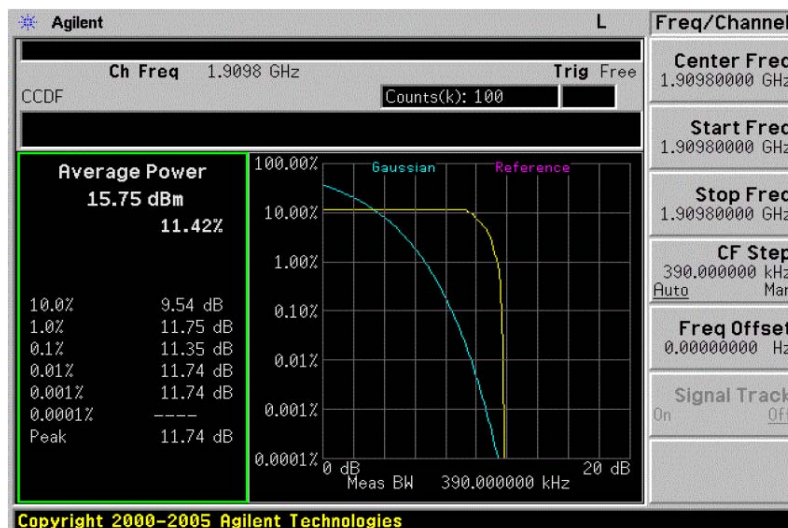 Agilent L Freq/Channel
Ch Freq 1.9098 GHz Trig Free
CCDF Counts(k): 100
Average Power
15.75 dBm
11.42%
10.0% 9.54 dB
1.0% 11.75 dB
0.1% 11.35 dB
0.01% 11.74 dB
0.001% 11.74 dB
0.0001% ----
Peak 11.74 dB
Gaussian Reference
100.00%
10.00%
1.00%
0.10%
0.01%
0.001%
0.0001%
0 dB 20 dB
Meas BW 390.000000 kHz
Center Freq
1.90980000 GHz
Start Freq
1.90980000 GHz
Stop Freq
1.90980000 GHz
CF Step
390.000000 kHz
Auto Man
Freq Offset
0.00000000 Hz
Signal Track
On Off
Copyright 2000-2005 Agilent Technologies